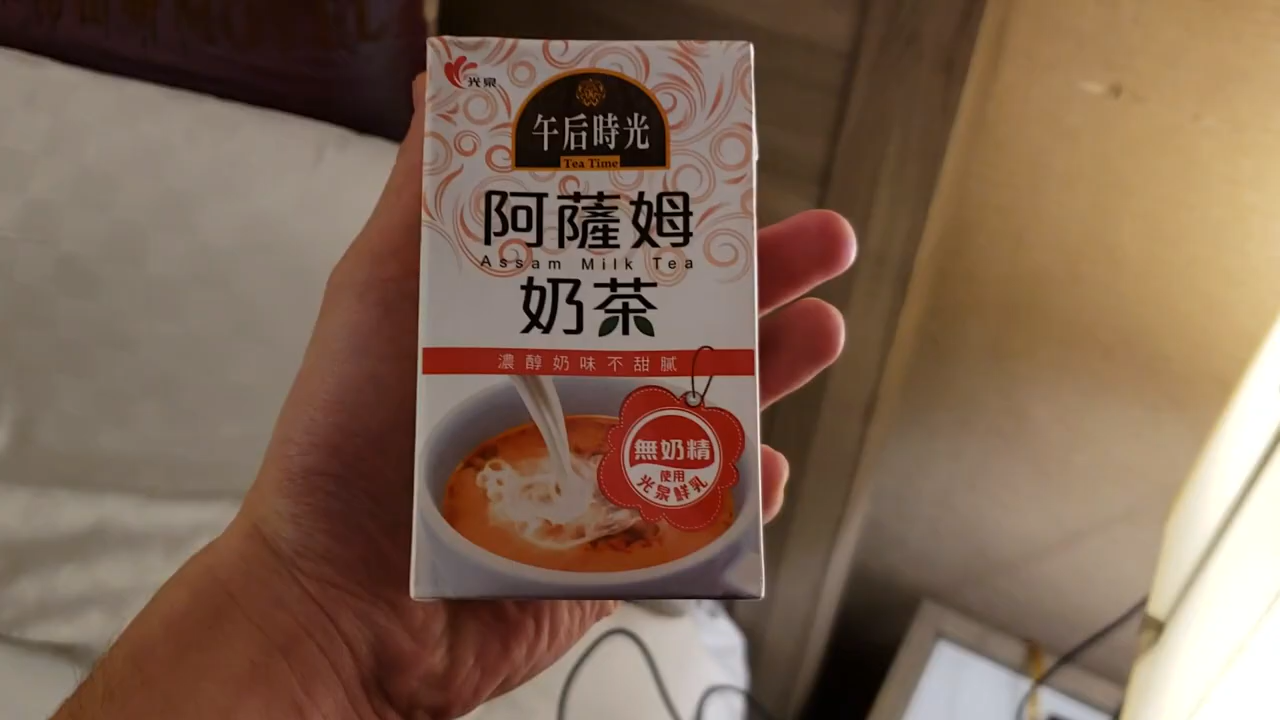 光泉
午后時光
Tea Time
阿薩姆
Assam Milk Tea
奶茶
濃醇奶味不甜膩
無奶精
使用
光泉鮮乳